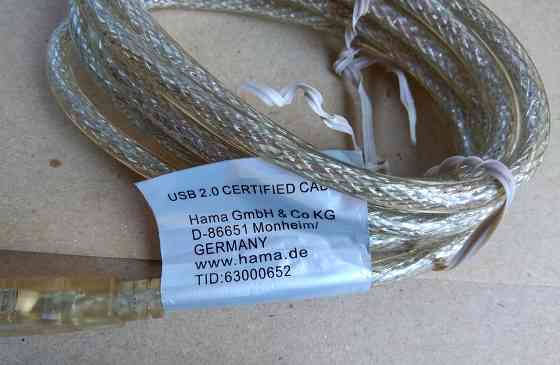 USB 2.0 CERTIFIED CAB
Hama GmbH & Co KG
D-86651 Monheim/
GERMANY
www.hama.de
TID:63000652